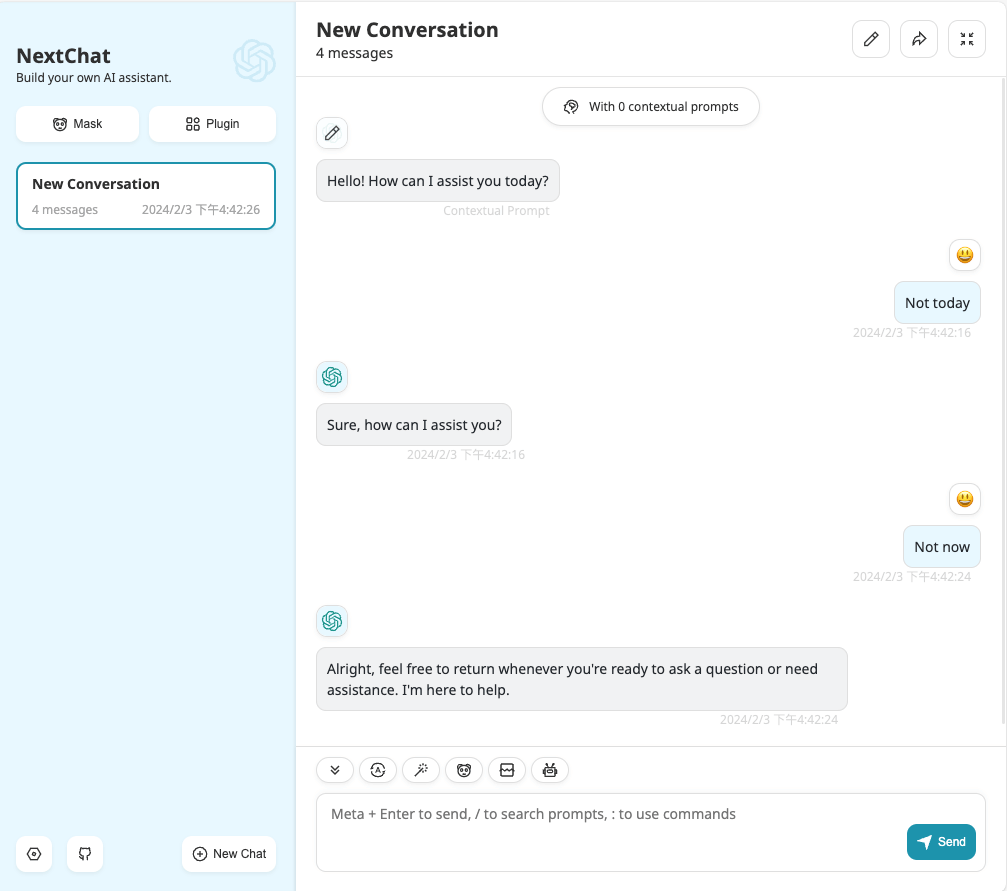 NextChat
Build your own AI assistant.
Mask
Plugin
New Conversation
4 messages
2024/2/3 下午4:42:26
New Chat
New Conversation
4 messages
With 0 contextual prompts
Hello! How can I assist you today?
Contextual Prompt
Not today
2024/2/3 下午4:42:16
Sure, how can I assist you?
2024/2/3 下午4:42:16
Not now
2024/2/3 下午4:42:24
Alright, feel free to return whenever you're ready to ask a question or need
assistance. I'm here to help.
2024/2/3 下午4:42:24
Meta + Enter to send, / to search prompts, : to use commands
Send